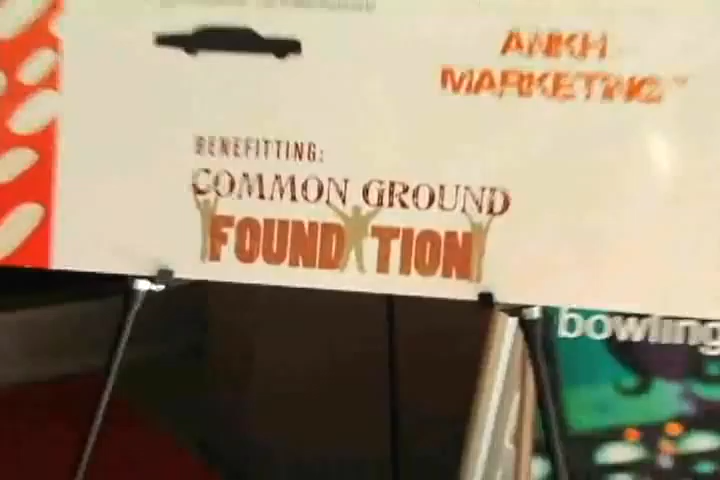 ANKH
MARKETING
BENEFITTING:
COMMON GROUND
FOUNDATION
bowling